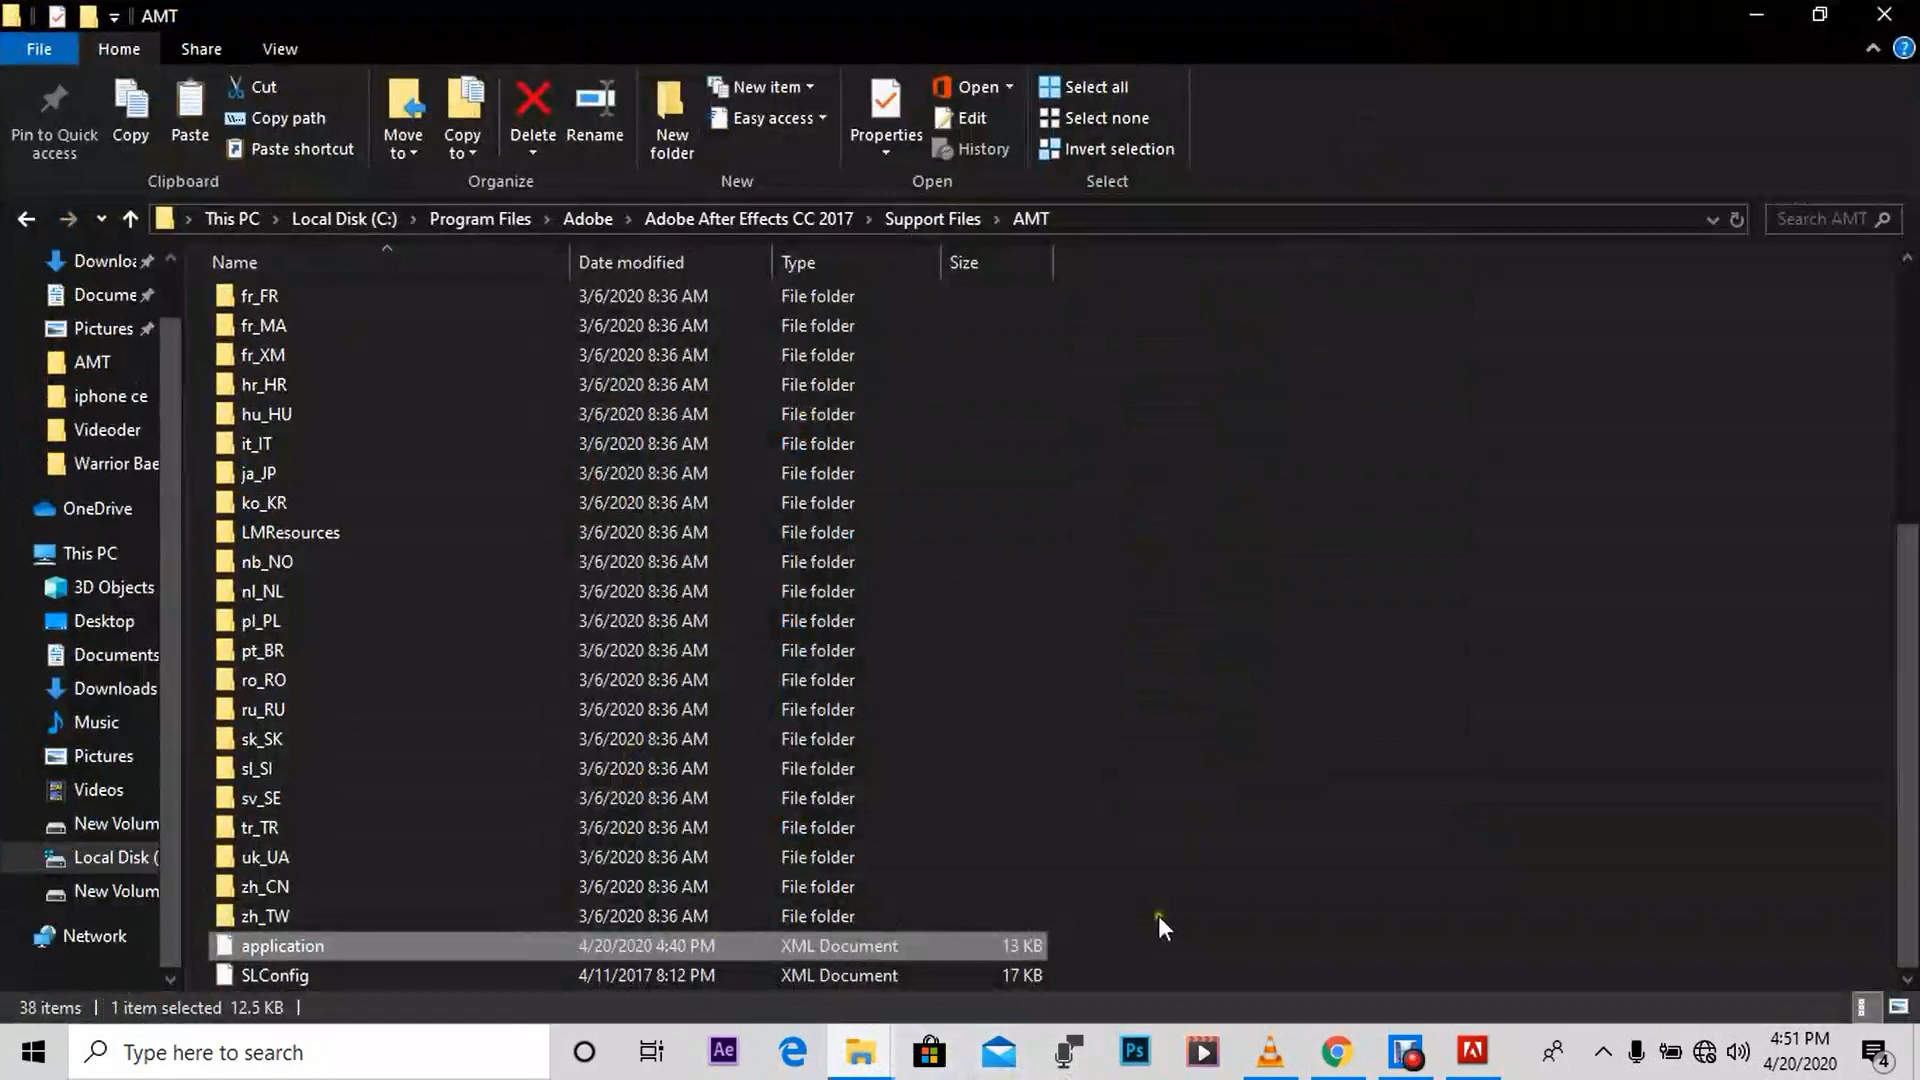 AMT
File Home Share View
Pin to Quick access
Copy
Paste
Cut
Copy path
Paste shortcut
Clipboard
Move to
Copy to
Delete
Rename
Organize
New folder
New item
Easy access
New
Properties
Open
Edit
History
Open
Select all
Select none
Invert selection
Select
This PC > Local Disk (C:) > Program Files > Adobe > Adobe After Effects CC 2017 > Support Files > AMT
Search AMT
Downloa
Docume
Pictures
AMT
iphone ce
Videoder
Warrior Bae
OneDrive
This PC
3D Objects
Desktop
Documents
Downloads
Music
Pictures
Videos
New Volum
Local Disk (
New Volum
Network
Name Date modified Type Size
fr_FR 3/6/2020 8:36 AM File folder
fr_MA 3/6/2020 8:36 AM File folder
fr_XM 3/6/2020 8:36 AM File folder
hr_HR 3/6/2020 8:36 AM File folder
hu_HU 3/6/2020 8:36 AM File folder
it_IT 3/6/2020 8:36 AM File folder
ja_JP 3/6/2020 8:36 AM File folder
ko_KR 3/6/2020 8:36 AM File folder
LMResources 3/6/2020 8:36 AM File folder
nb_NO 3/6/2020 8:36 AM File folder
nl_NL 3/6/2020 8:36 AM File folder
pl_PL 3/6/2020 8:36 AM File folder
pt_BR 3/6/2020 8:36 AM File folder
ro_RO 3/6/2020 8:36 AM File folder
ru_RU 3/6/2020 8:36 AM File folder
sk_SK 3/6/2020 8:36 AM File folder
sl_SI 3/6/2020 8:36 AM File folder
sv_SE 3/6/2020 8:36 AM File folder
tr_TR 3/6/2020 8:36 AM File folder
uk_UA 3/6/2020 8:36 AM File folder
zh_CN 3/6/2020 8:36 AM File folder
zh_TW 3/6/2020 8:36 AM File folder
application 4/20/2020 4:40 PM XML Document 13 KB
SLConfig 4/11/2017 8:12 PM XML Document 17 KB
38 items | 1 item selected 12.5 KB |
Type here to search
Ae
Ps
4:51 PM
4/20/2020
4